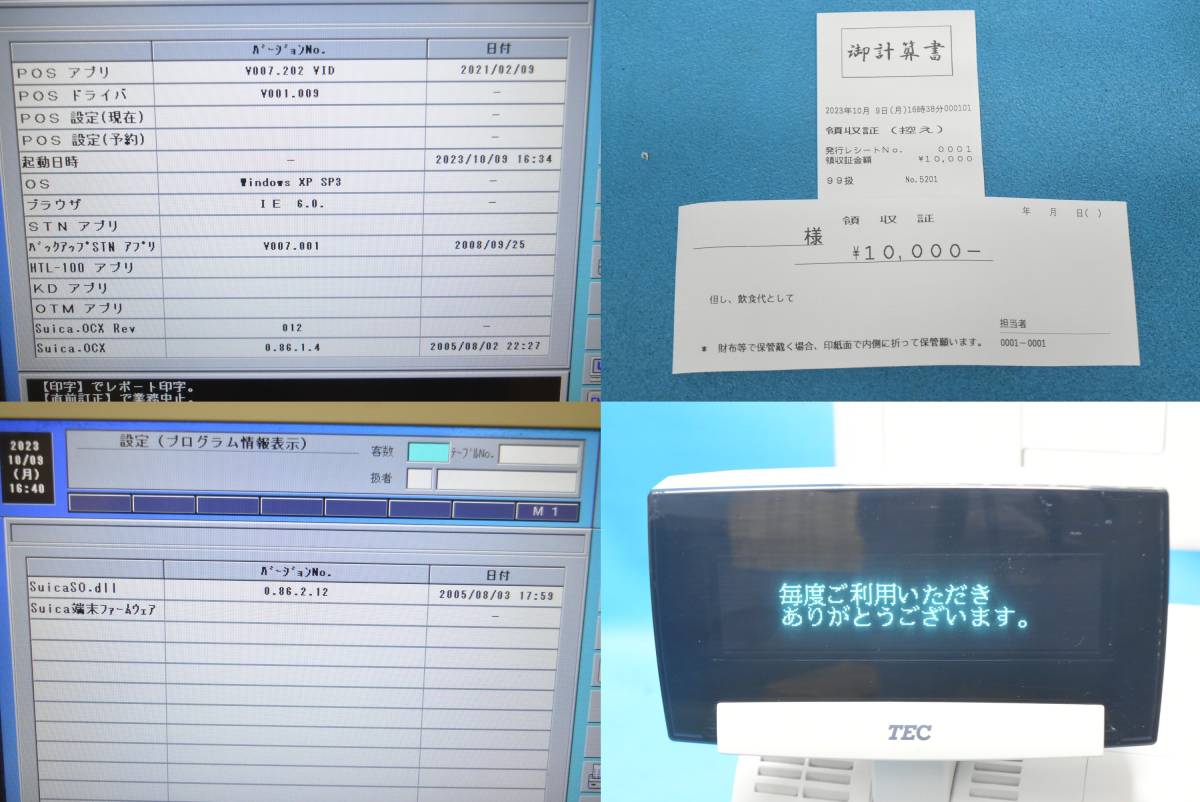 ﾊﾞｰｼﾞｮﾝNo. 日付
POS アプリ V007.202 VID 2021/02/09
POS ドライバ V001.009 －
POS 設定(現在) －
POS 設定(予約) －
起動日時 － 2023/10/09 16:34
OS Windows XP SP3 －
ブラウザ IE 6.0. －
STN アプリ
ﾊﾞｯｸｱｯﾌﾟSTN アプリ V007.001 2008/09/25
HTL-100 アプリ
KD アプリ
OTM アプリ
Suica.OCX Rev 012 －
Suica.OCX 0.86.1.4 2005/08/02 22:27
【印字】でレポート印字。
【直前訂正】で業務中止。
御計算書
2023年10月 9日(月)16時38分000101
領収証（控え）
発行レシートNo. 0001
領収証金額 ¥10,000
99扱 No.5201
領 収 証 年 月 日( )
様 ¥10,000－
但し、飲食代として
担当者
＊ 財布等で保管戴く場合、印紙面で内側に折って保管願います。 0001-0001
2023
10/09
(月)
16:40
設定（プログラム情報表示）
客数 ﾃｰﾌﾞﾙNo.
扱者
M 1
ﾊﾞｰｼﾞｮﾝNo. 日付
SuicaSO.dll 0.86.2.12 2005/08/03 17:59
Suica端末ﾌｧｰﾑｳｪｱ －
毎度ご利用いただき
ありがとうございます。
TEC